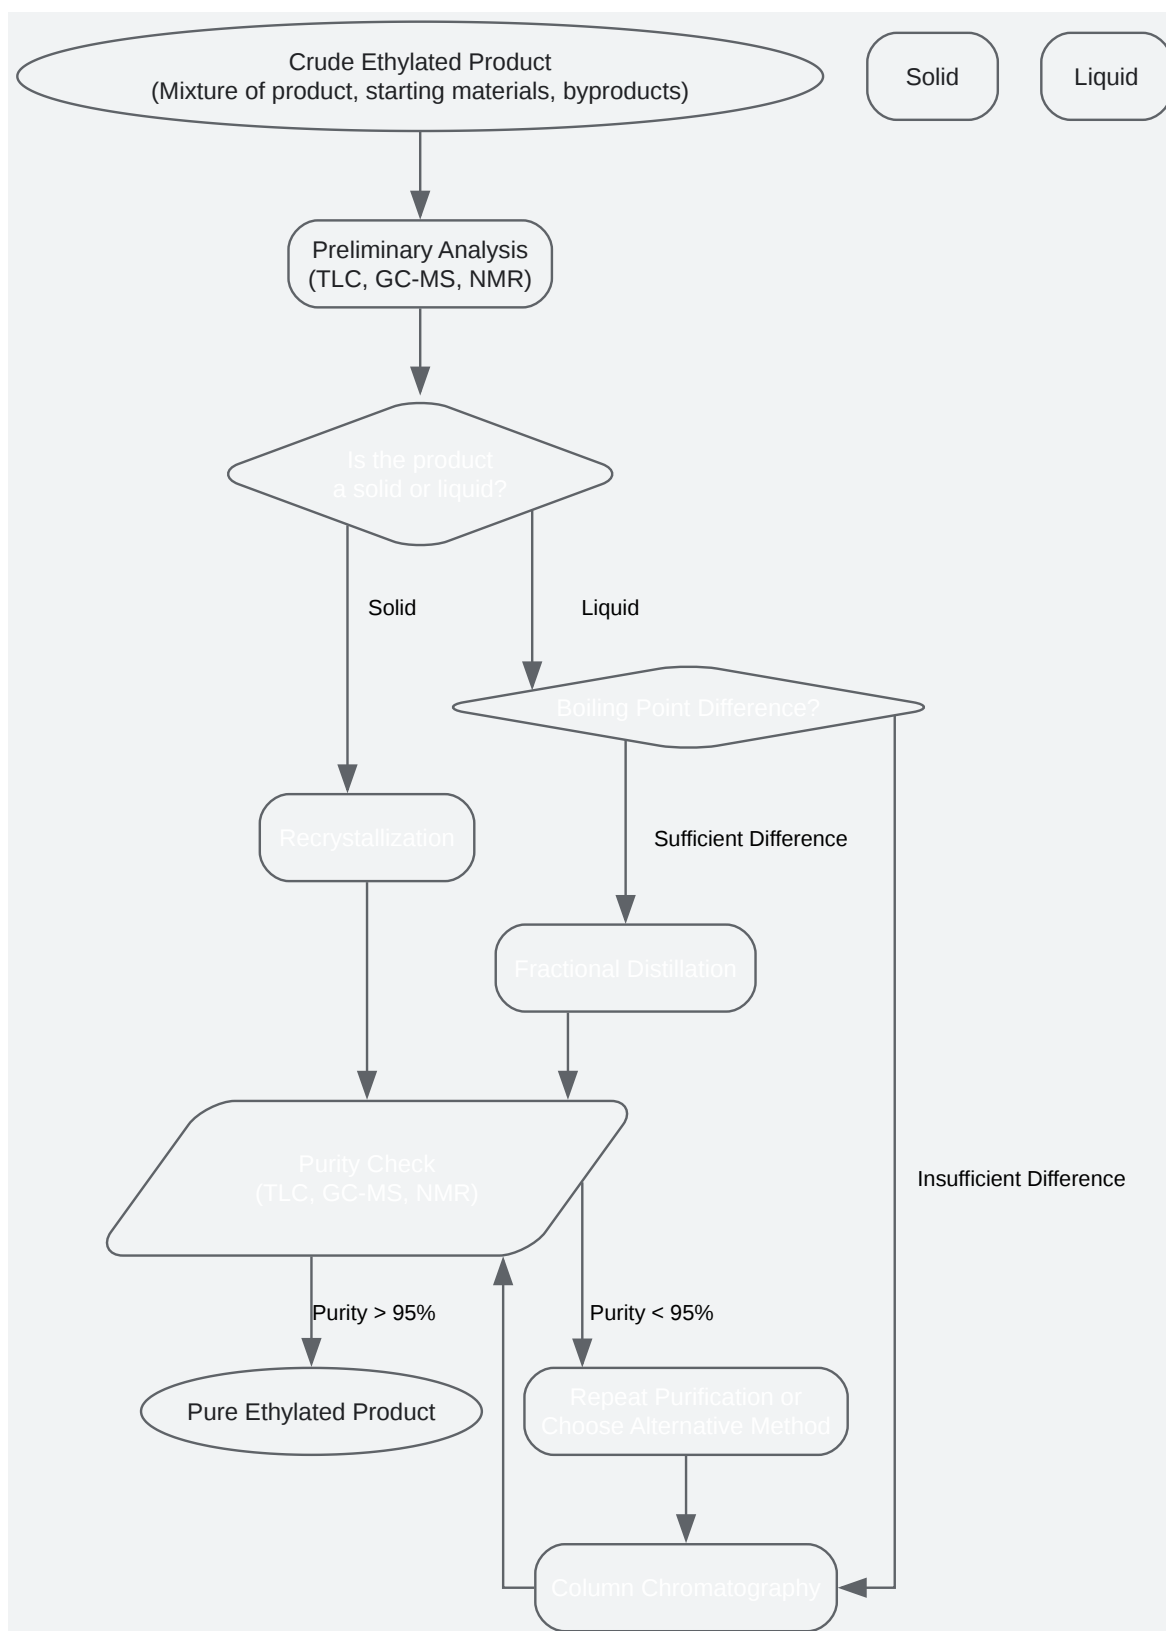 Crude Ethylated Product
(Mixture of product, starting materials, byproducts)
Solid
Liquid
Preliminary Analysis
(TLC, GC-MS, NMR)
Is the product
a solid or liquid?
Solid
Liquid
Boiling Point Difference?
Recrystallization
Sufficient Difference
Fractional Distillation
Purity Check
(TLC, GC-MS, NMR)
Insufficient Difference
Purity > 95%
Purity < 95%
Pure Ethylated Product
Repeat Purification or
Choose Alternative Method
Column Chromatography